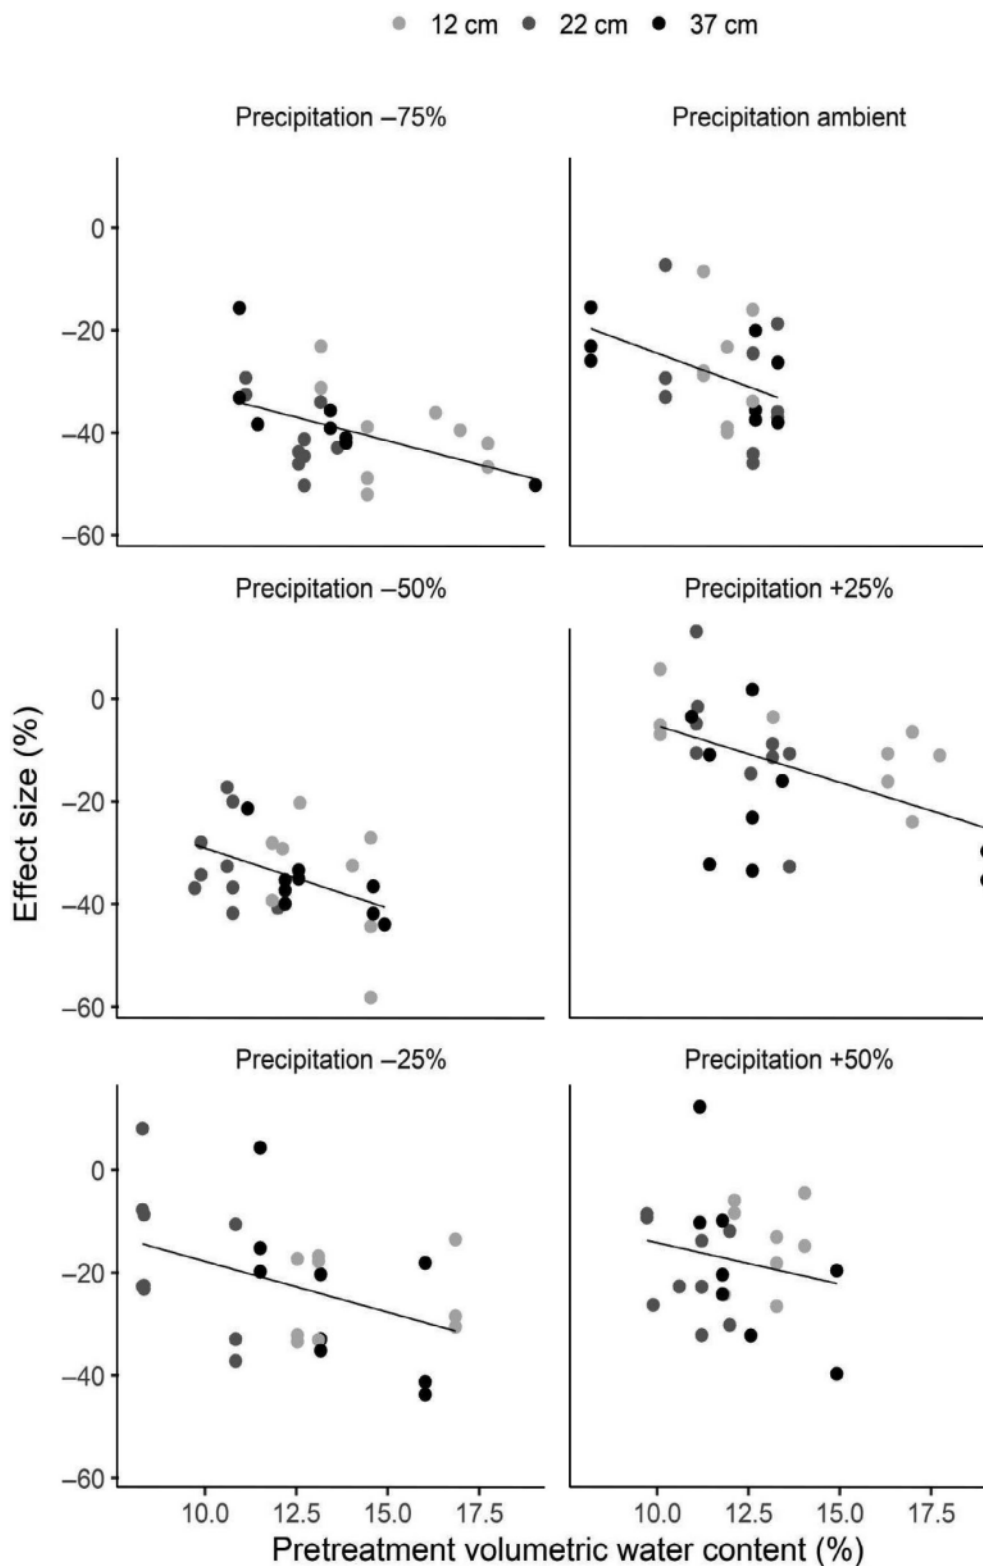 12 cm 22 cm 37 cm
Precipitation –75% Precipitation ambient
0
–20
–40
–60
Precipitation –50% Precipitation +25%
0
–20
–40
–60
Precipitation –25% Precipitation +50%
0
–20
–40
–60
Effect size (%)
10.0 12.5 15.0 17.5 10.0 12.5 15.0 17.5
Pretreatment volumetric water content (%)